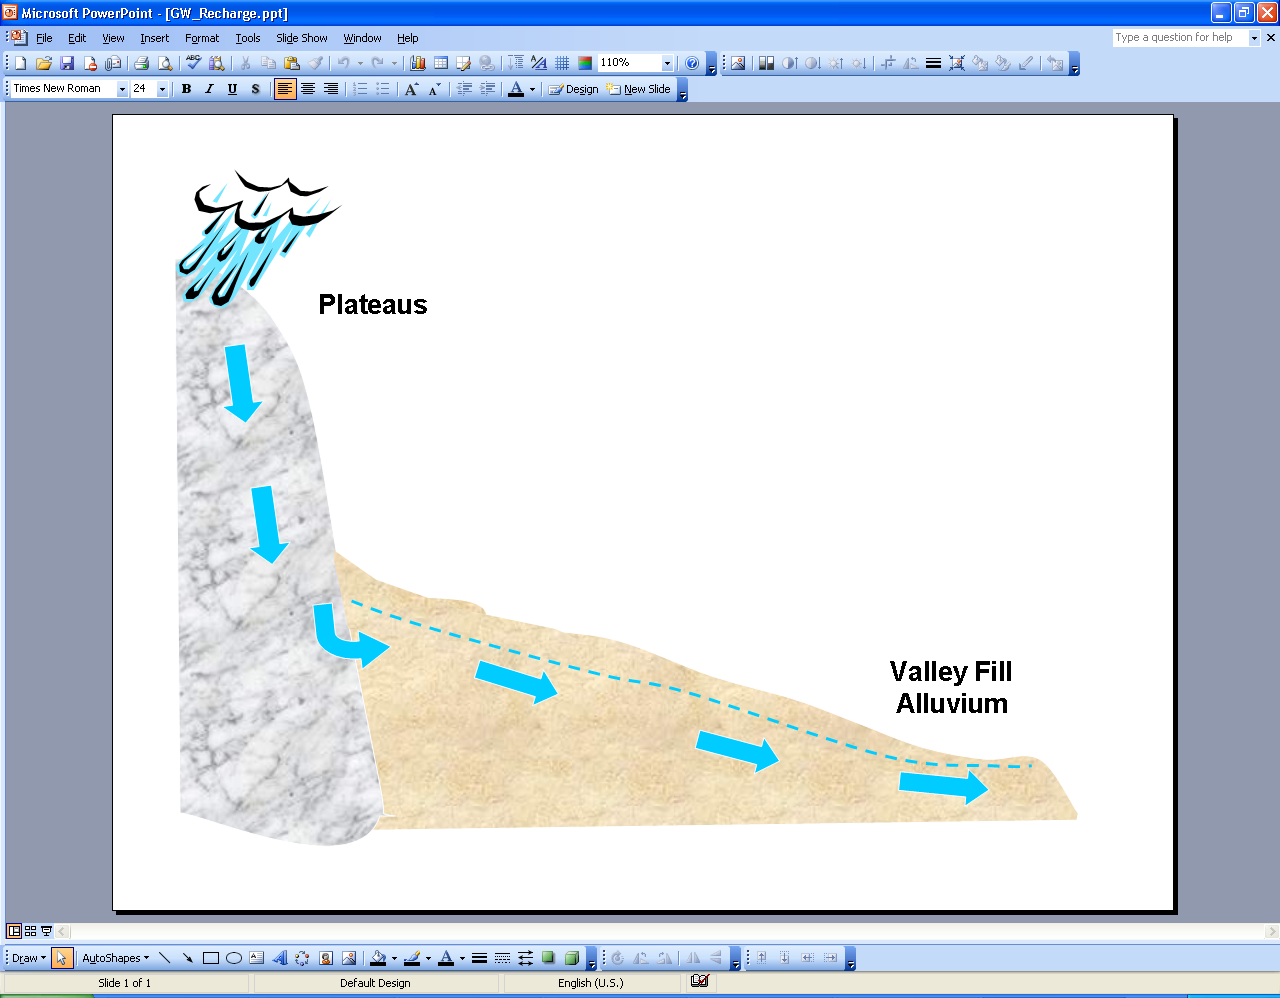 Microsoft PowerPoint - [GW_Recharge.ppt]
File Edit View Insert Format Tools Slide Show Window Help
Type a question for help
110%
Times New Roman 24 B I U S A A A Design New Slide
Plateaus
Valley Fill
Alluvium
Draw AutoShapes A A
Slide 1 of 1 Default Design English (U.S.)